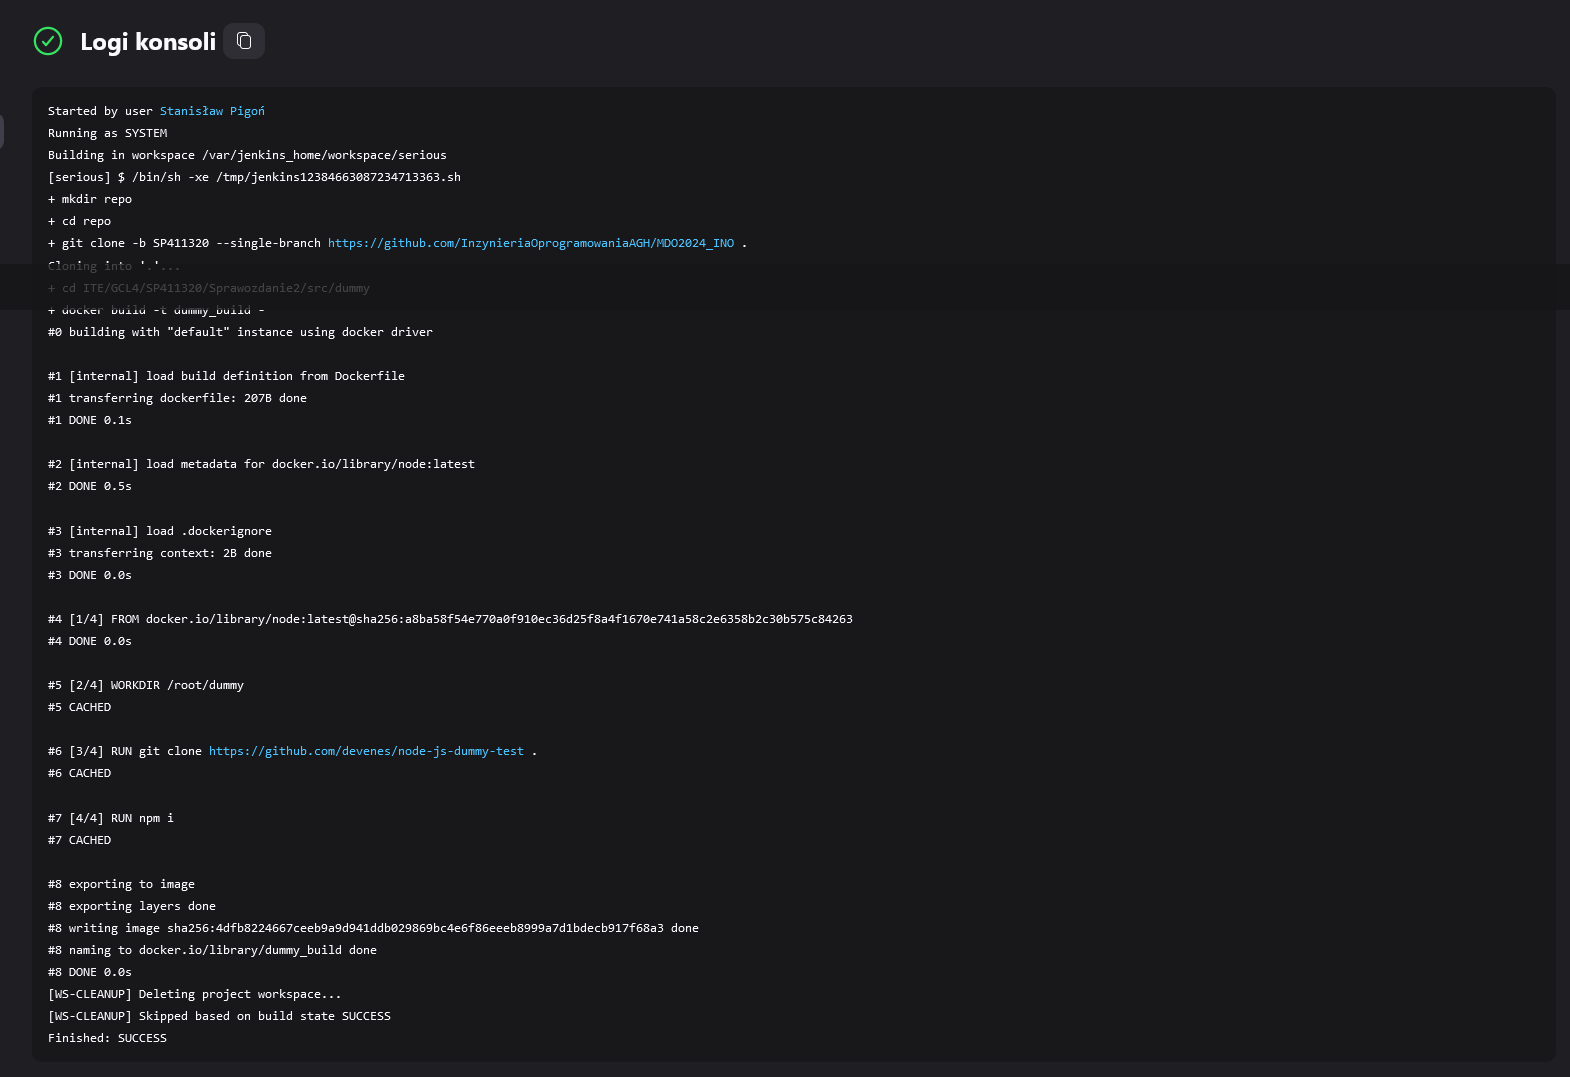 Logi konsoli
Started by user Stanisław Pigoń
Running as SYSTEM
Building in workspace /var/jenkins_home/workspace/serious
[serious] $ /bin/sh -xe /tmp/jenkins12384663087234713363.sh
+ mkdir repo
+ cd repo
+ git clone -b SP411320 --single-branch https://github.com/InzynieriaOprogramowaniaAGH/MDO2024_INO .
Cloning into '.'...
+ cd ITE/GCL4/SP411320/Sprawozdanie2/src/dummy
+ docker build -t dummy_build -
#0 building with "default" instance using docker driver
#1 [internal] load build definition from Dockerfile
#1 transferring dockerfile: 207B done
#1 DONE 0.1s
#2 [internal] load metadata for docker.io/library/node:latest
#2 DONE 0.5s
#3 [internal] load .dockerignore
#3 transferring context: 2B done
#3 DONE 0.0s
#4 [1/4] FROM docker.io/library/node:latest@sha256:a8ba58f54e770a0f910ec36d25f8a4f1670e741a58c2e6358b2c30b575c84263
#4 DONE 0.0s
#5 [2/4] WORKDIR /root/dummy
#5 CACHED
#6 [3/4] RUN git clone https://github.com/devenes/node-js-dummy-test .
#6 CACHED
#7 [4/4] RUN npm i
#7 CACHED
#8 exporting to image
#8 exporting layers done
#8 writing image sha256:4dfb8224667ceeb9a9d941ddb029869bc4e6f86eeeb8999a7d1bdecb917f68a3 done
#8 naming to docker.io/library/dummy_build done
#8 DONE 0.0s
[WS-CLEANUP] Deleting project workspace...
[WS-CLEANUP] Skipped based on build state SUCCESS
Finished: SUCCESS